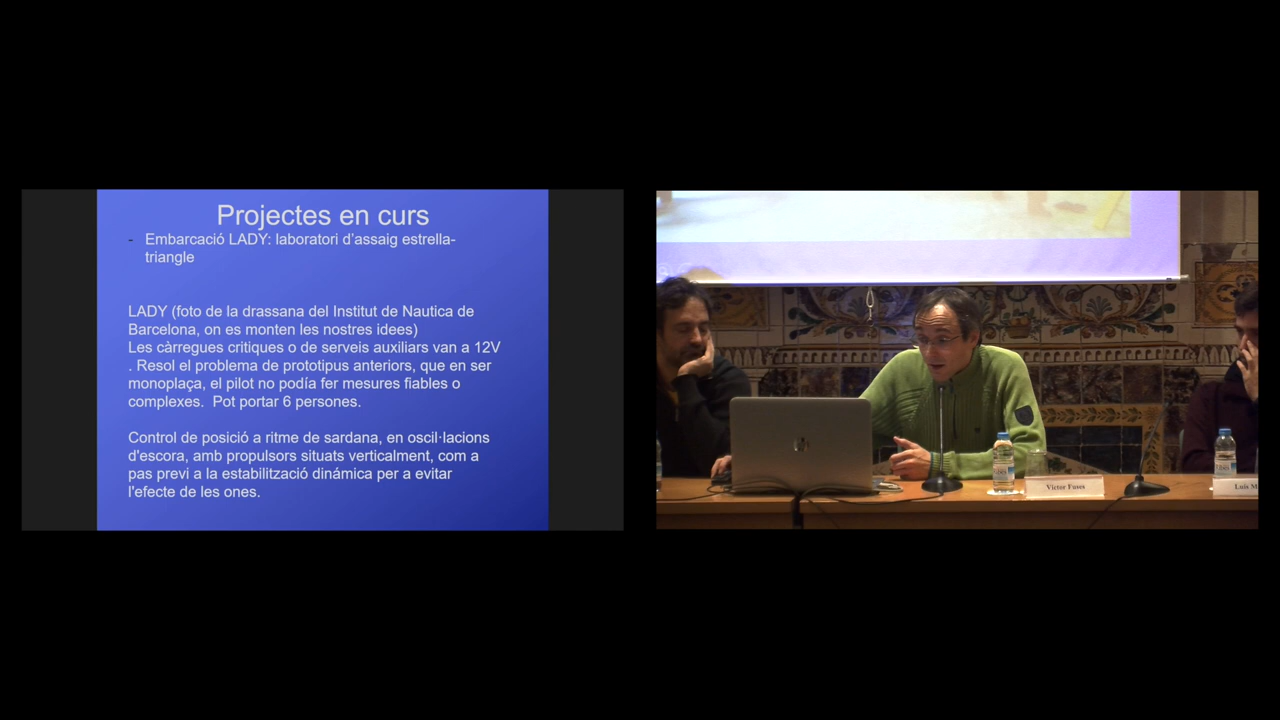 Projectes en curs
- Embarcació LADY: laboratori d'assaig estrella-
triangle
LADY (foto de la drassana del Institut de Nautica de
Barcelona, on es monten les nostres idees)
Les càrregues critiques o de serveis auxiliars van a 12V
. Resol el problema de prototipus anteriors, que en ser
monoplaça, el pilot no podía fer mesures fiables o
complexes. Pot portar 6 persones.
Control de posició a ritme de sardana, en oscil·lacions
d'escora, amb propulsors situats verticalment, com a
pas previ a la estabilització dinámica per a evitar
l'efecte de les ones.
hp
Víctor Fuses
Luis M